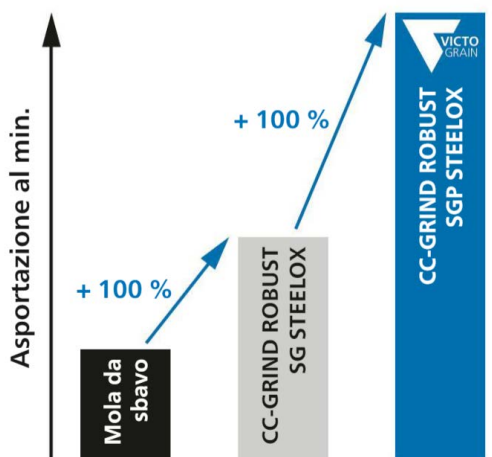 Asportazione al min.
+ 100 %
Mola da
sbavo
+ 100 %
CC-GRIND ROBUST
SG STEELOX
VICTO
GRAIN
CC-GRIND ROBUST
SGP STEELOX